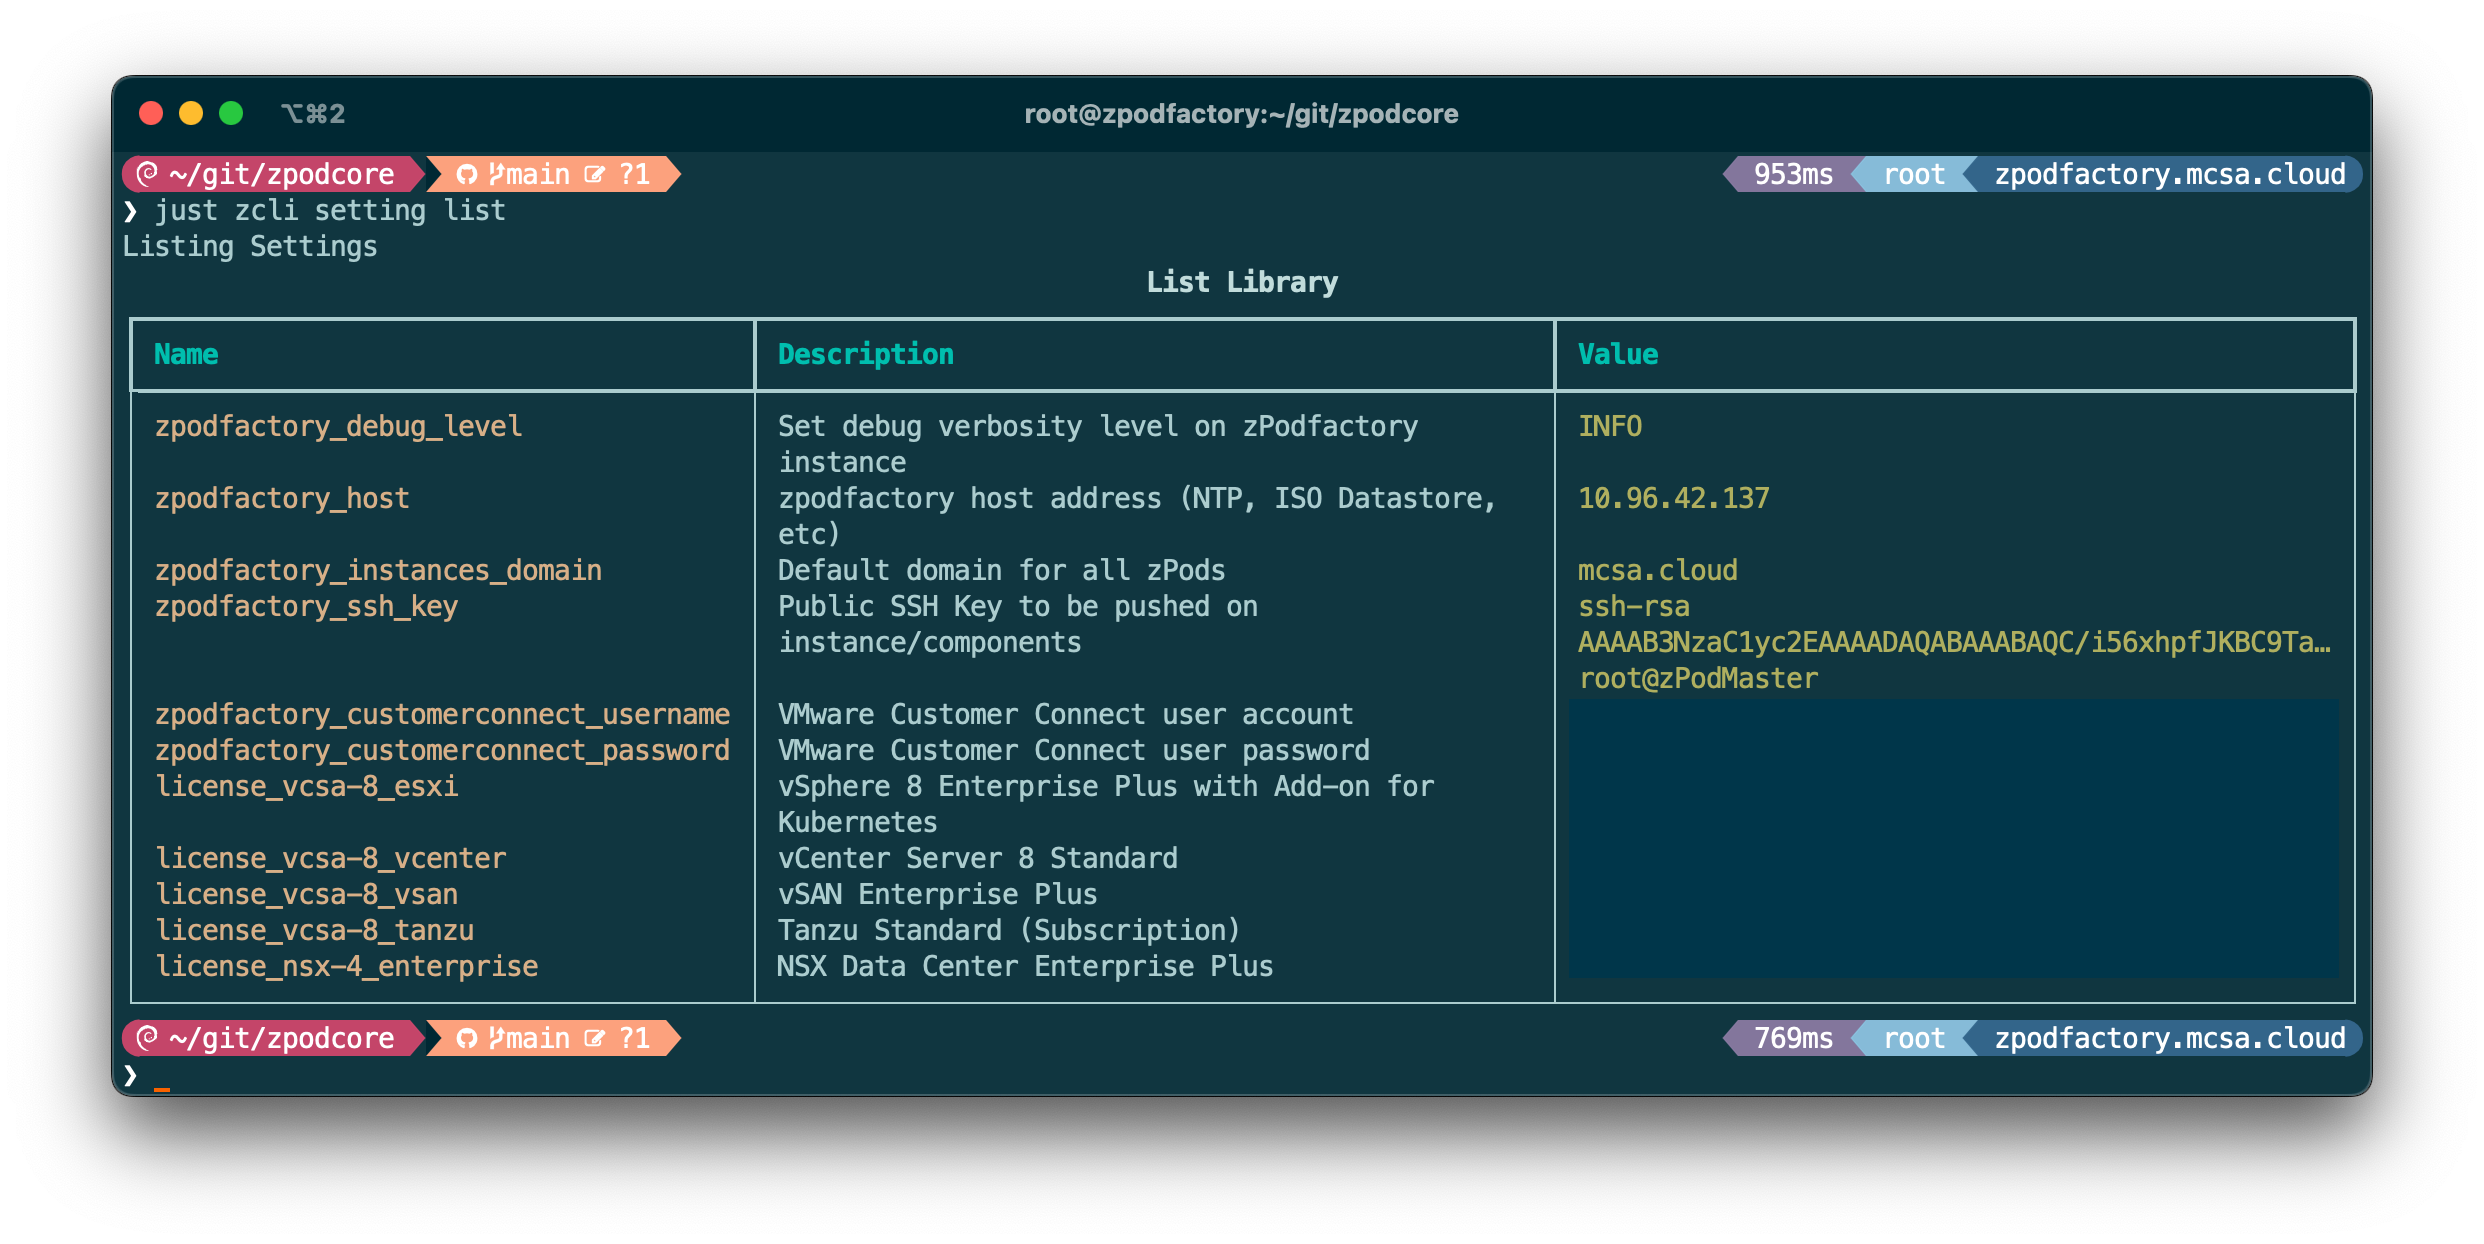 ⌥⌘2 root@zpodfactory:~/git/zpodcore
~/git/zpodcore main ?1 953ms root zpodfactory.mcsa.cloud
❯ just zcli setting list
Listing Settings
List Library
Name Description Value
zpodfactory_debug_level Set debug verbosity level on zPodfactory INFO
instance
zpodfactory_host zpodfactory host address (NTP, ISO Datastore, 10.96.42.137
etc)
zpodfactory_instances_domain Default domain for all zPods mcsa.cloud
zpodfactory_ssh_key Public SSH Key to be pushed on ssh-rsa
instance/components AAAAB3NzaC1yc2EAAAADAQABAAABAQC/i56xhpfJKBC9Ta…
root@zPodMaster
zpodfactory_customerconnect_username VMware Customer Connect user account
zpodfactory_customerconnect_password VMware Customer Connect user password
license_vcsa-8_esxi vSphere 8 Enterprise Plus with Add-on for
Kubernetes
license_vcsa-8_vcenter vCenter Server 8 Standard
license_vcsa-8_vsan vSAN Enterprise Plus
license_vcsa-8_tanzu Tanzu Standard (Subscription)
license_nsx-4_enterprise NSX Data Center Enterprise Plus
~/git/zpodcore main ?1 769ms root zpodfactory.mcsa.cloud
❯ _